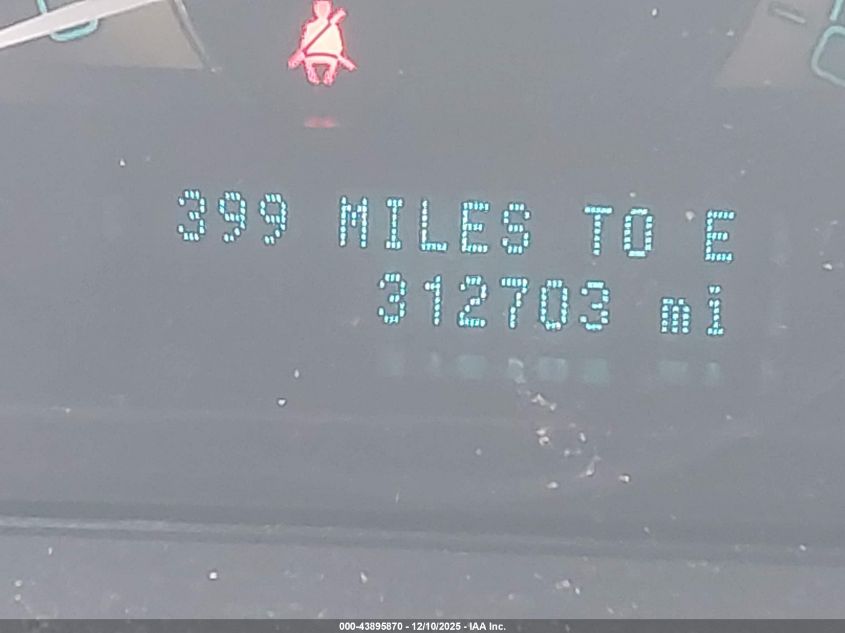 399 MILES TO E
312703 mi
000-43895870 - 12/10/2025 - IAA Inc.